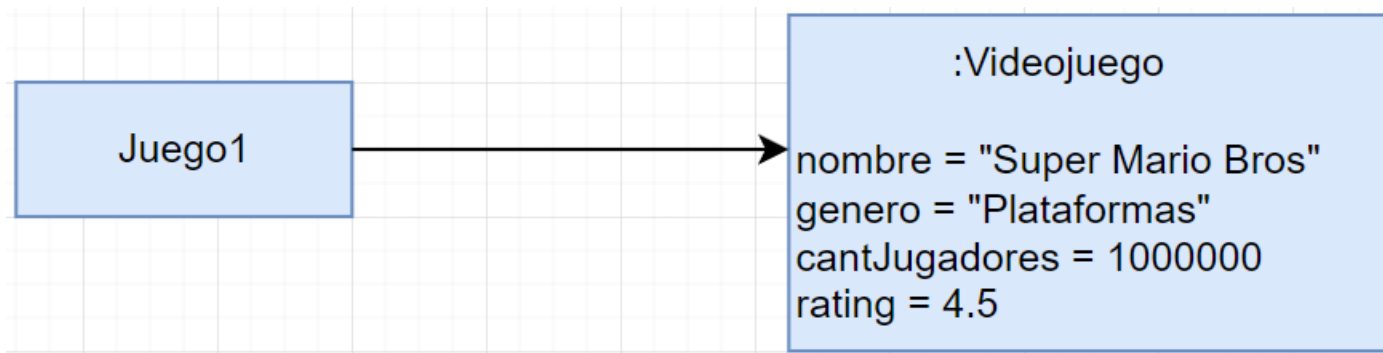 Juego1
:Videojuego
nombre = "Super Mario Bros"
genero = "Plataformas"
cantJugadores = 1000000
rating = 4.5